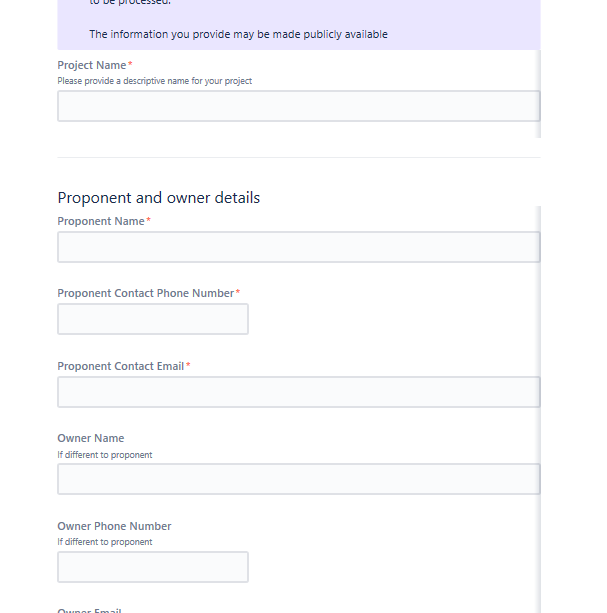 to be processed.
The information you provide may be made publicly available
Project Name*
Please provide a descriptive name for your project
Proponent and owner details
Proponent Name*
Proponent Contact Phone Number*
Proponent Contact Email*
Owner Name
If different to proponent
Owner Phone Number
If different to proponent
Owner Email